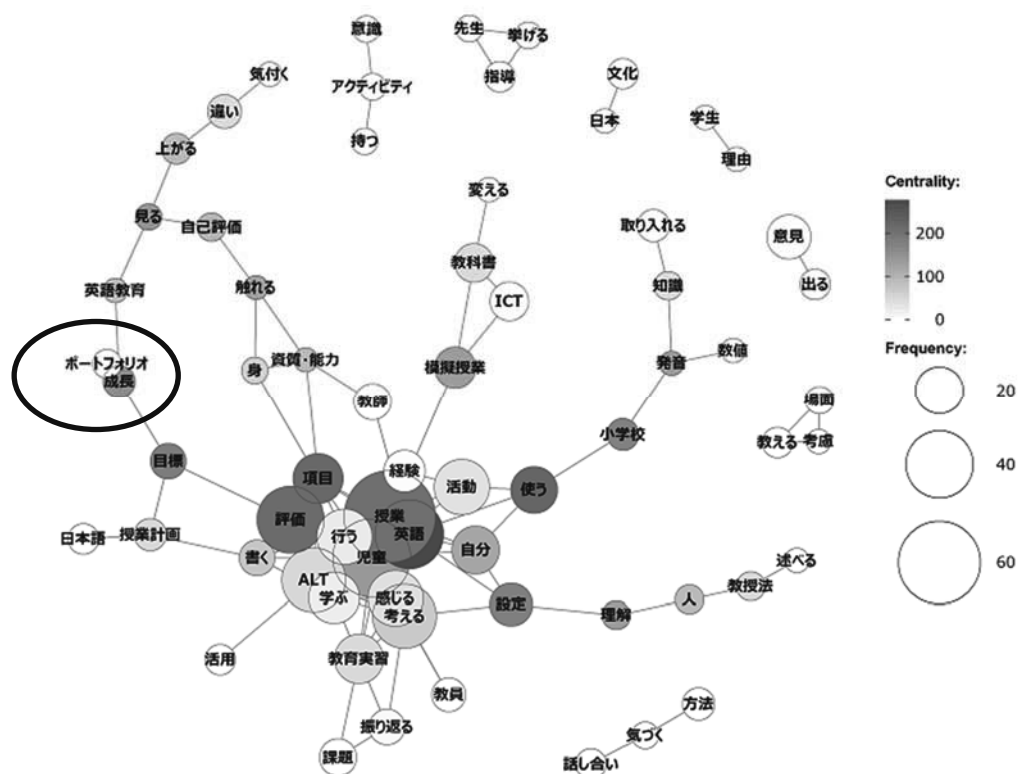 意識
アクティビティ
持つ
先生
挙げる
指導
文化
日本
学生
理由
気付く
違い
上がる
見る
自己評価
英語教育
触れる
ポートフォリオ
成長
身
資質・能力
教師
変える
教科書
ICT
模擬授業
取り入れる
知識
発音
数値
小学校
意見
出る
場面
教える
考慮
目標
日本語
授業計画
項目
評価
経験
活動
使う
授業
英語
行う
児童
自分
書く
ALT
学ぶ
感じる
考える
設定
理解
人
教授法
述べる
活用
教育実習
教員
振り返る
課題
方法
気づく
話し合い
Centrality:
200
100
0
Frequency:
20
40
60